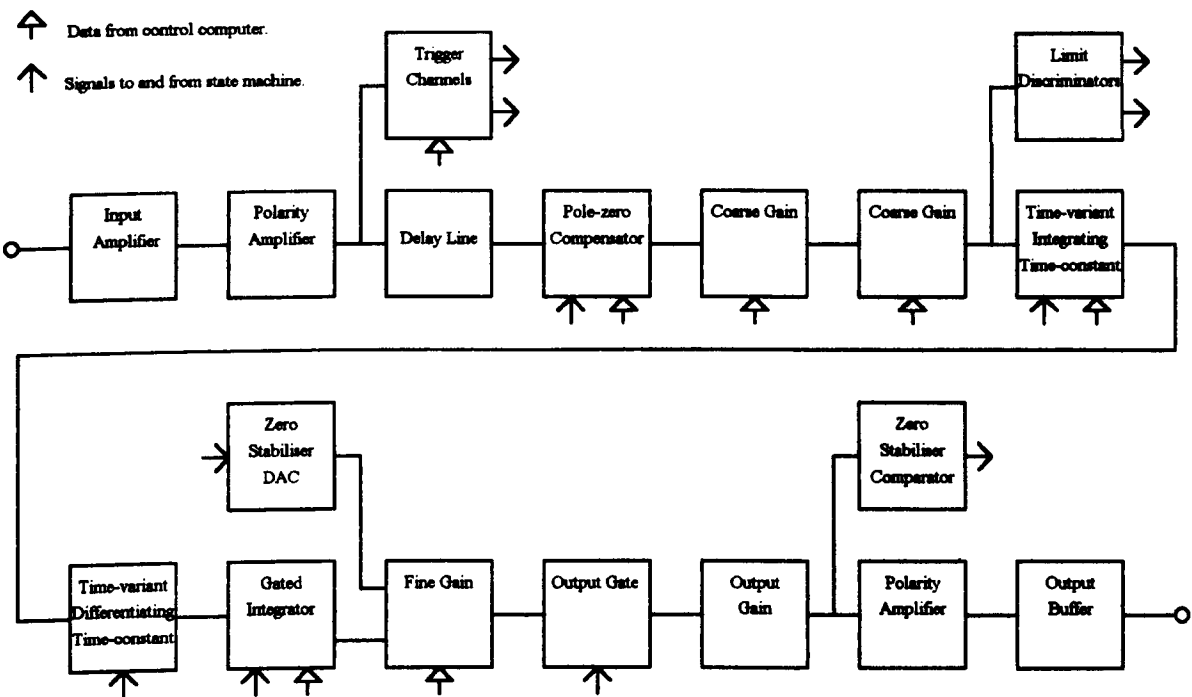 Data from control computer.
Signals to and from state machine.
Trigger
Channels
Limit
Discriminators
Input
Amplifier
Polarity
Amplifier
Delay Line
Pole-zero
Compensator
Coarse Gain
Coarse Gain
Time-variant
Integrating
Time-constant
Zero
Stabiliser
DAC
Zero
Stabiliser
Comparator
Time-variant
Differentiating
Time-constant
Gated
Integrator
Fine Gain
Output Gate
Output
Gain
Polarity
Amplifier
Output
Buffer